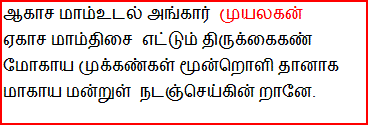 ஆகாச மாம்உடல் அங்கார் முயலகன்
ஏகாச மாம்திசை எட்டும் திருக்கைகண்
மோகாய முக்கண்கள் மூன்றொளி தானாக
மாகாய மன்றுள் நடஞ்செய்கின் றானே.